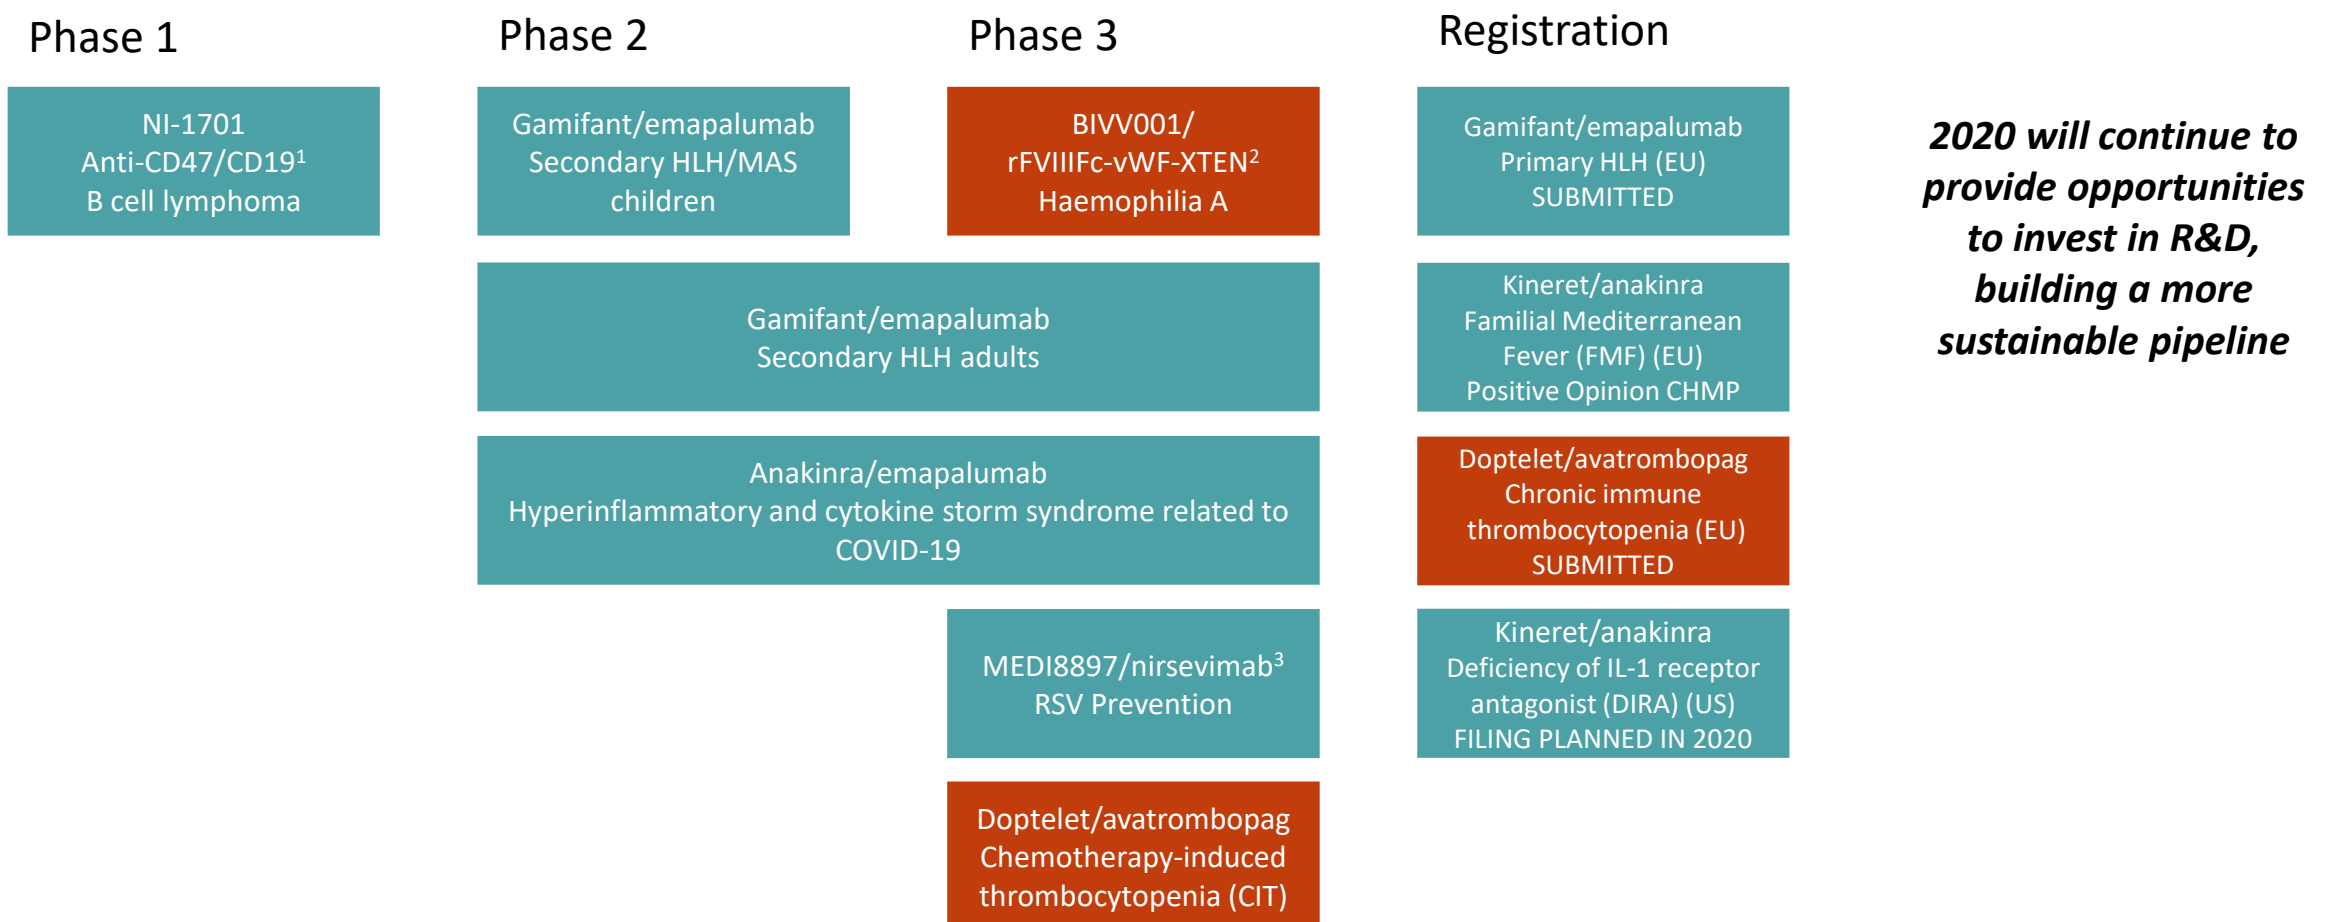 Phase 1
Phase 2
Phase 3
Registration
NI-1701
Anti-CD47/CD19¹
B cell lymphoma
Gamifant/emapalumab
Secondary HLH/MAS
children
BIVV001/
rFVIIIFc-vWF-XTEN²
Haemophilia A
Gamifant/emapalumab
Primary HLH (EU)
SUBMITTED
2020 will continue to
provide opportunities
to invest in R&D,
building a more
sustainable pipeline
Gamifant/emapalumab
Secondary HLH adults
Kineret/anakinra
Familial Mediterranean
Fever (FMF) (EU)
Positive Opinion CHMP
Anakinra/emapalumab
Hyperinflammatory and cytokine storm syndrome related to
COVID-19
Doptelet/avatrombopag
Chronic immune
thrombocytopenia (EU)
SUBMITTED
MEDI8897/nirsevimab³
RSV Prevention
Kineret/anakinra
Deficiency of IL-1 receptor
antagonist (DIRA) (US)
FILING PLANNED IN 2020
Doptelet/avatrombopag
Chemotherapy-induced
thrombocytopenia (CIT)